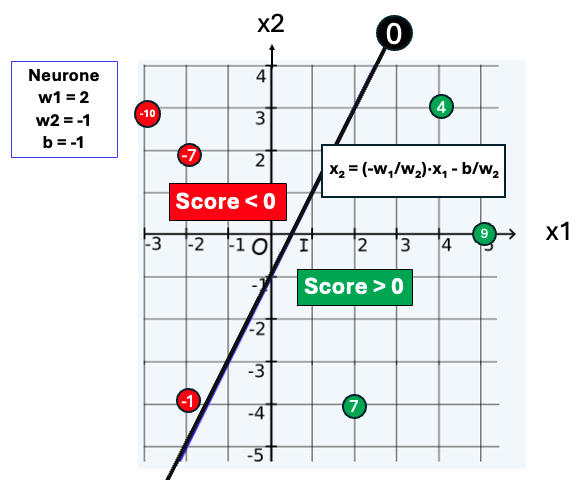 x2
0
Neurone
w1 = 2
w2 = -1
b = -1
4
3
4
-10
2
-7
x₂ = (-w₁/w₂)·x₁ - b/w₂
Score < 0
9
x1
-3 -2 -1 O I 2 3 4 5
-1
Score > 0
-2
-3
-1
-4
7
-5